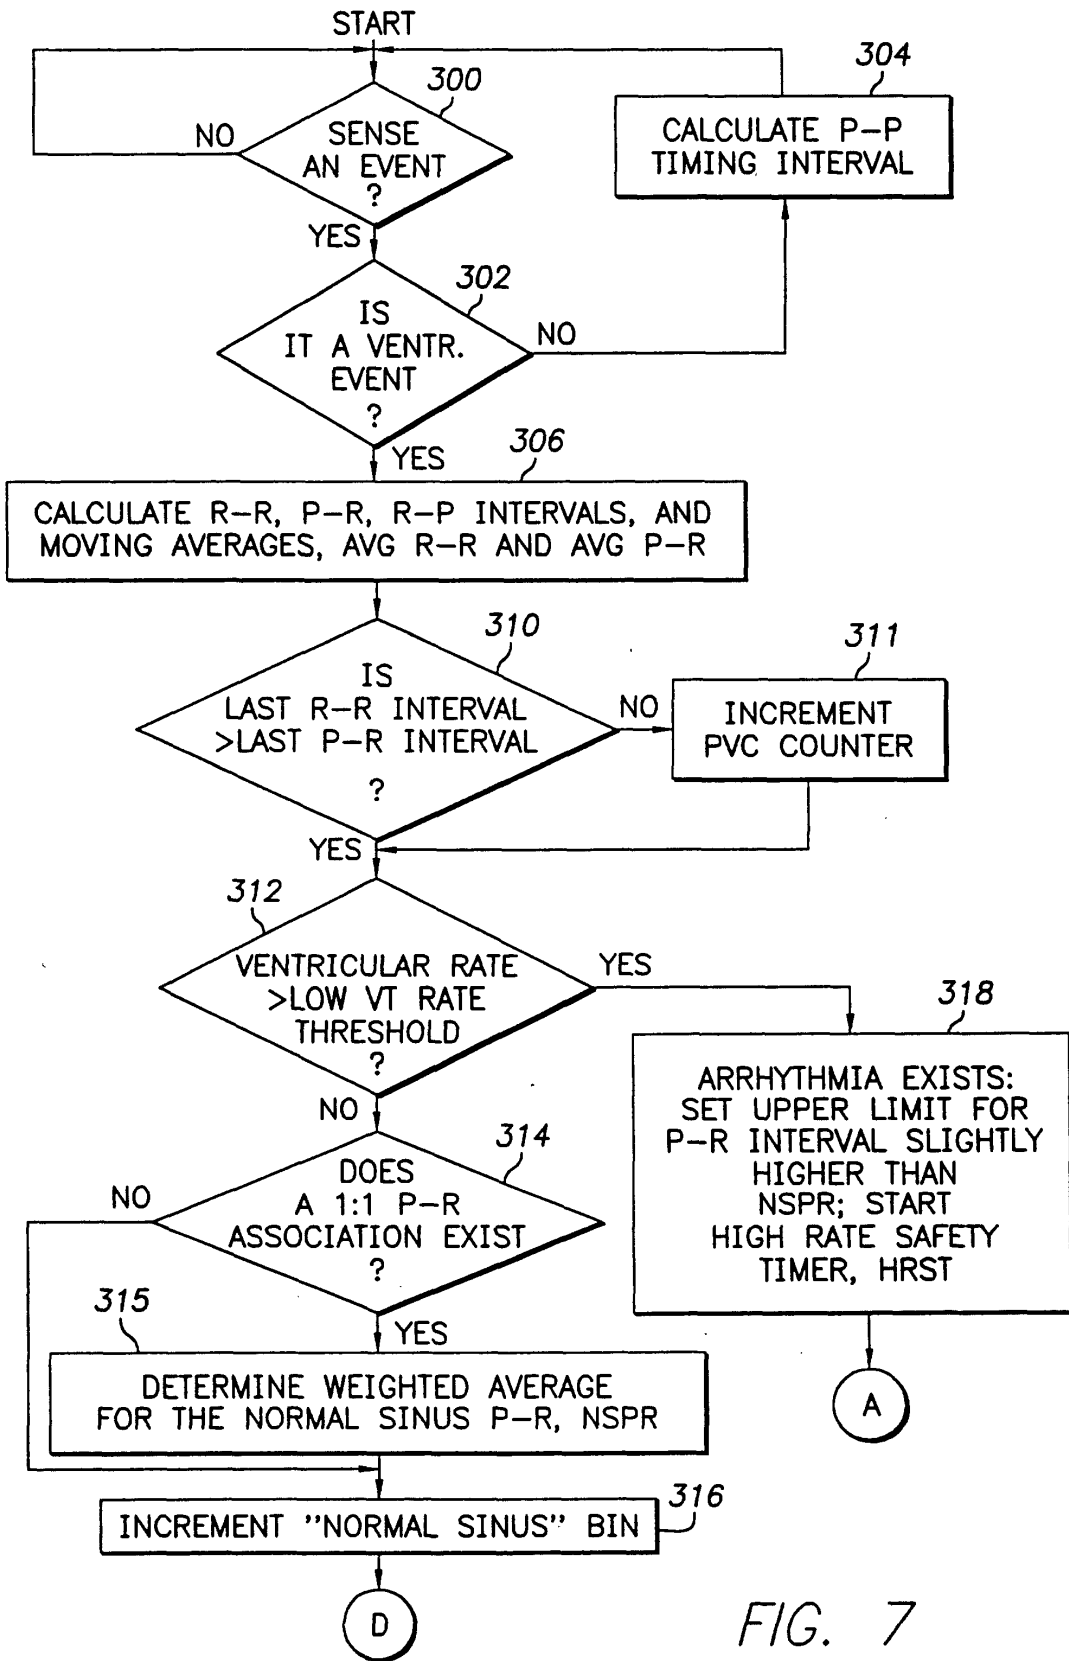 START
300
SENSE
AN EVENT
?
NO
YES
304
CALCULATE P-P
TIMING INTERVAL
302
IS
IT A VENTR.
EVENT
?
NO
YES
306
CALCULATE R-R, P-R, R-P INTERVALS, AND
MOVING AVERAGES, AVG R-R AND AVG P-R
310
IS
LAST R-R INTERVAL
>LAST P-R INTERVAL
?
NO
311
INCREMENT
PVC COUNTER
YES
312
VENTRICULAR RATE
>LOW VT RATE
THRESHOLD
?
YES
NO
318
ARRHYTHMIA EXISTS:
SET UPPER LIMIT FOR
P-R INTERVAL SLIGHTLY
HIGHER THAN
NSPR; START
HIGH RATE SAFETY
TIMER, HRST
A
314
DOES
A 1:1 P-R
ASSOCIATION EXIST
?
NO
YES
315
DETERMINE WEIGHTED AVERAGE
FOR THE NORMAL SINUS P-R, NSPR
316
INCREMENT "NORMAL SINUS" BIN
D
FIG. 7